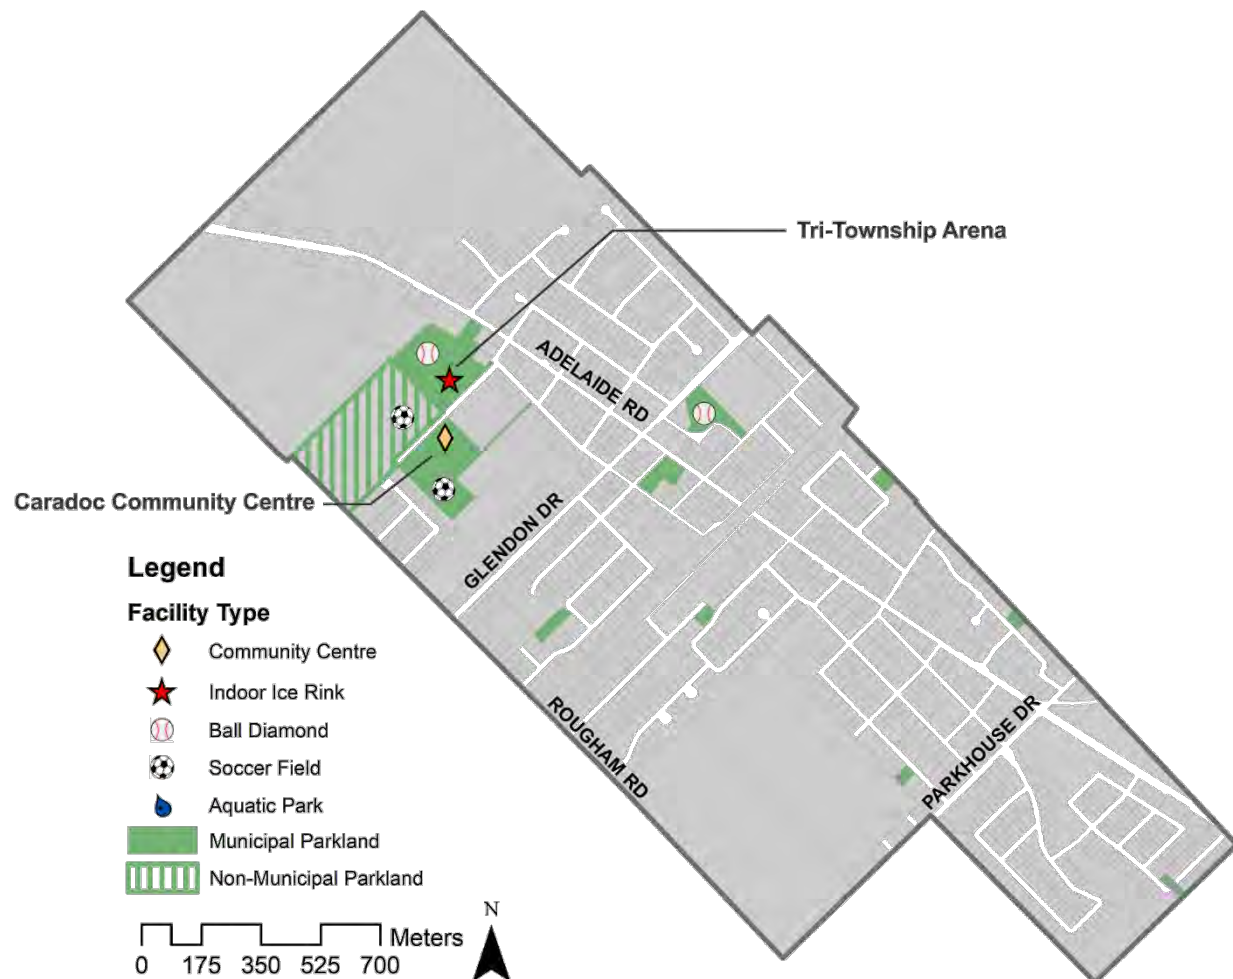 Tri-Township Arena
ADELAIDE RD
Caradoc Community Centre
GLENDON DR
ROUGHAM RD
PARKHOUSE DR
Legend
Facility Type
Community Centre
Indoor Ice Rink
Ball Diamond
Soccer Field
Aquatic Park
Municipal Parkland
Non-Municipal Parkland
Meters
0 175 350 525 700
N